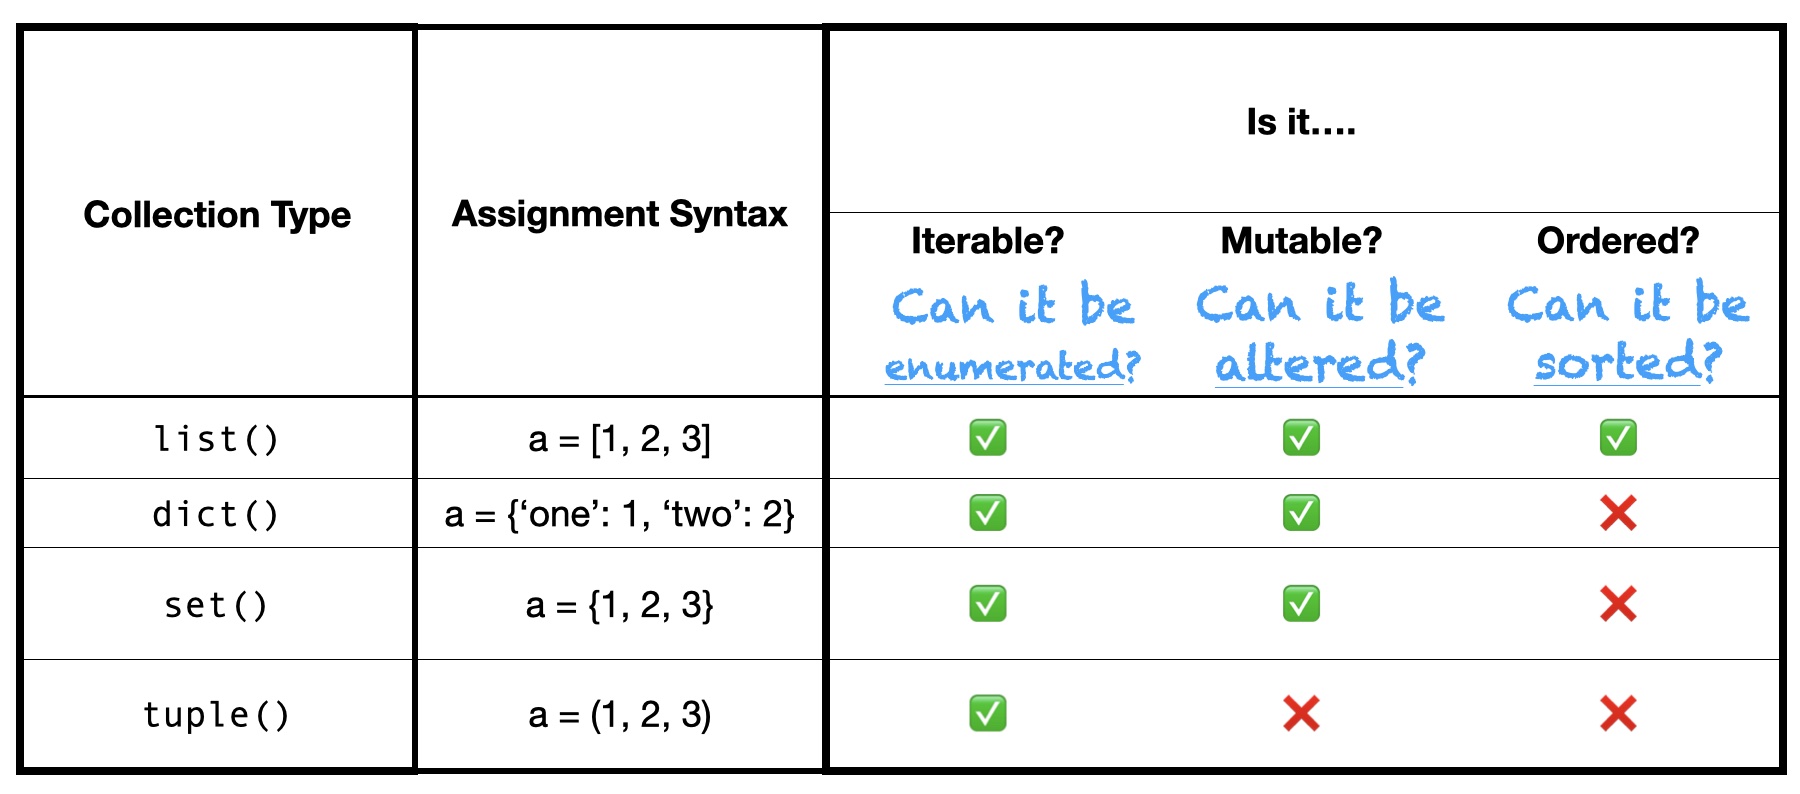 Is it....
Collection Type
Assignment Syntax
Iterable?
Mutable?
Ordered?
Can it be
enumerated?
Can it be
altered?
Can it be
sorted?
list()
a = [1, 2, 3]
✅ ✅ ✅
dict()
a = {‘one’: 1, ‘two’: 2}
✅ ✅ ❌
set()
a = {1, 2, 3}
✅ ✅ ❌
tuple()
a = (1, 2, 3)
✅ ❌ ❌